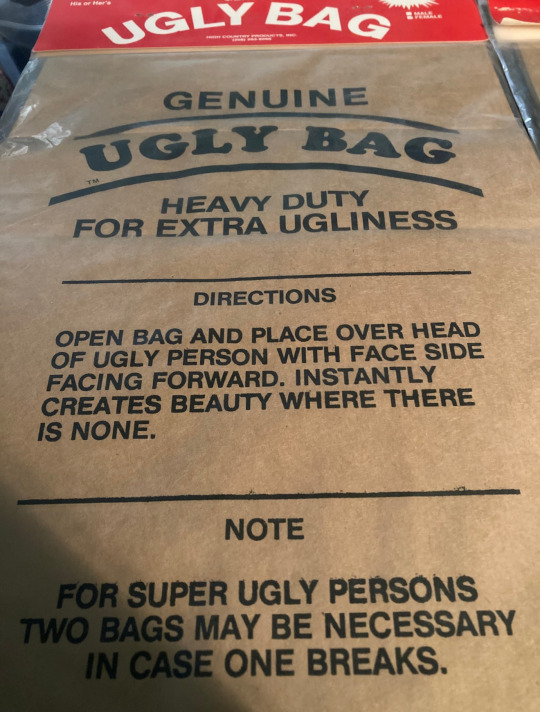 His or Her's
UGLY BAG
MALE
FEMALE
HIGH COUNTRY PRODUCTS, INC.
GENUINE
UGLY BAG
TM
HEAVY DUTY
FOR EXTRA UGLINESS
DIRECTIONS
OPEN BAG AND PLACE OVER HEAD
OF UGLY PERSON WITH FACE SIDE
FACING FORWARD. INSTANTLY
CREATES BEAUTY WHERE THERE
IS NONE.
NOTE
FOR SUPER UGLY PERSONS
TWO BAGS MAY BE NECESSARY
IN CASE ONE BREAKS.